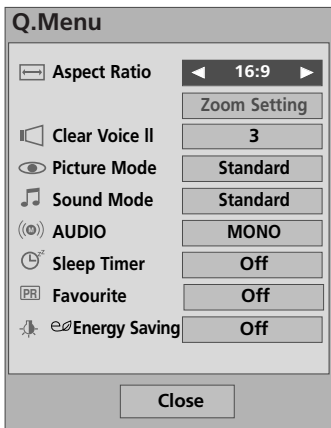 Q.Menu
Aspect Ratio ◄ 16:9 ►
Zoom Setting
Clear Voice ll 3
Picture Mode Standard
Sound Mode Standard
AUDIO MONO
Sleep Timer Off
PR Favourite Off
Energy Saving Off
Close